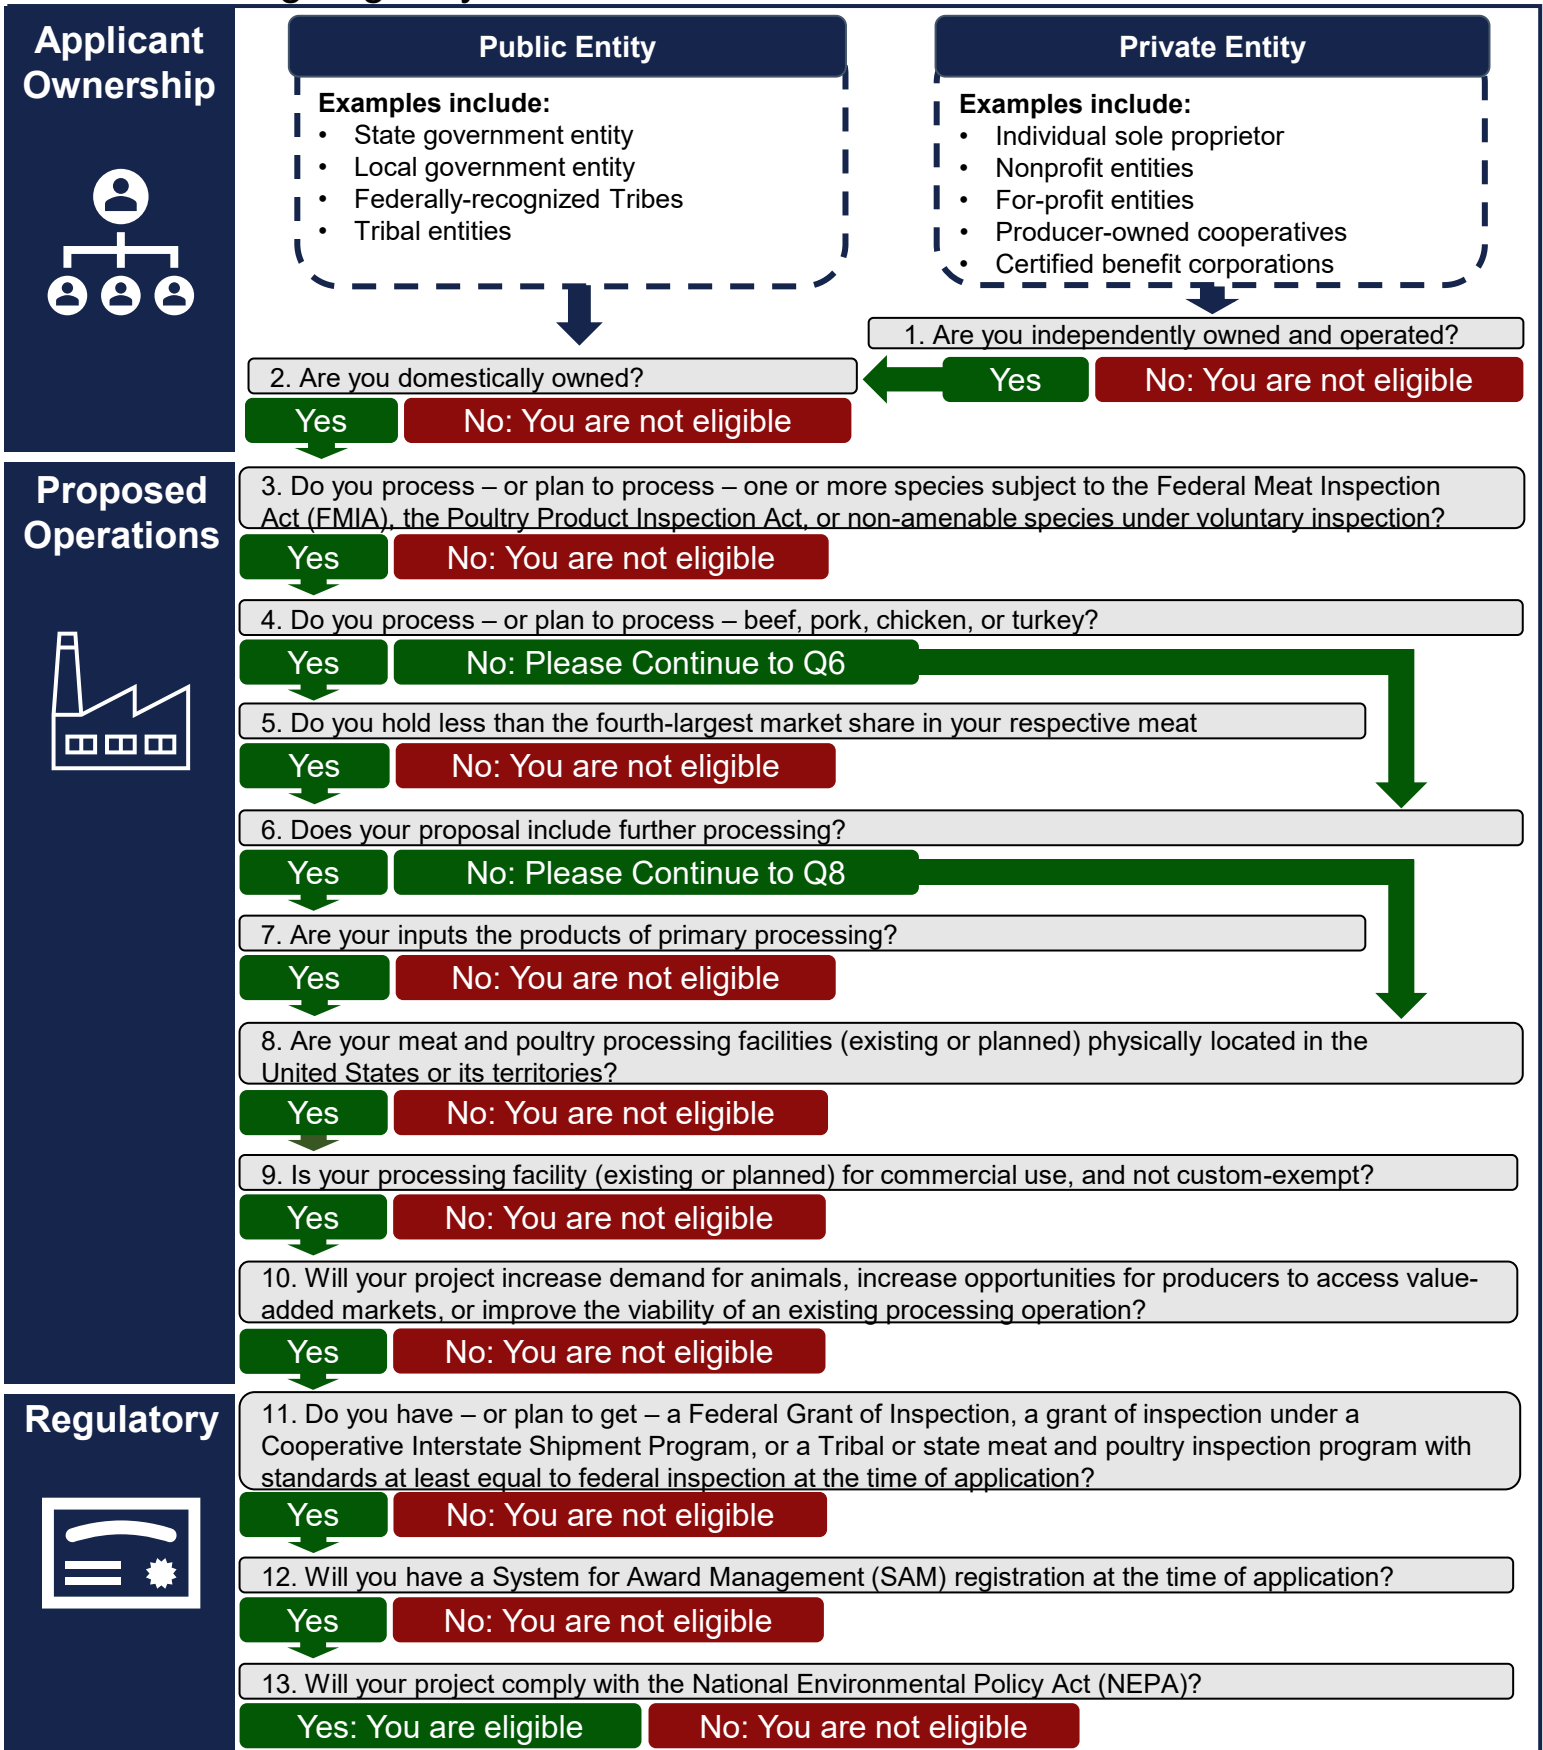 Applicant
Ownership
Public Entity
Examples include:
• State government entity
• Local government entity
• Federally-recognized Tribes
• Tribal entities
Private Entity
Examples include:
• Individual sole proprietor
• Nonprofit entities
• For-profit entities
• Producer-owned cooperatives
• Certified benefit corporations
1. Are you independently owned and operated?
Yes
No: You are not eligible
2. Are you domestically owned?
Yes
No: You are not eligible
Proposed
Operations
3. Do you process – or plan to process – one or more species subject to the Federal Meat Inspection
Act (FMIA), the Poultry Product Inspection Act, or non-amenable species under voluntary inspection?
Yes
No: You are not eligible
4. Do you process – or plan to process – beef, pork, chicken, or turkey?
Yes
No: Please Continue to Q6
5. Do you hold less than the fourth-largest market share in your respective meat
Yes
No: You are not eligible
6. Does your proposal include further processing?
Yes
No: Please Continue to Q8
7. Are your inputs the products of primary processing?
Yes
No: You are not eligible
8. Are your meat and poultry processing facilities (existing or planned) physically located in the
United States or its territories?
Yes
No: You are not eligible
9. Is your processing facility (existing or planned) for commercial use, and not custom-exempt?
Yes
No: You are not eligible
10. Will your project increase demand for animals, increase opportunities for producers to access value-
added markets, or improve the viability of an existing processing operation?
Yes
No: You are not eligible
Regulatory
11. Do you have – or plan to get – a Federal Grant of Inspection, a grant of inspection under a
Cooperative Interstate Shipment Program, or a Tribal or state meat and poultry inspection program with
standards at least equal to federal inspection at the time of application?
Yes
No: You are not eligible
12. Will you have a System for Award Management (SAM) registration at the time of application?
Yes
No: You are not eligible
13. Will your project comply with the National Environmental Policy Act (NEPA)?
Yes: You are eligible
No: You are not eligible